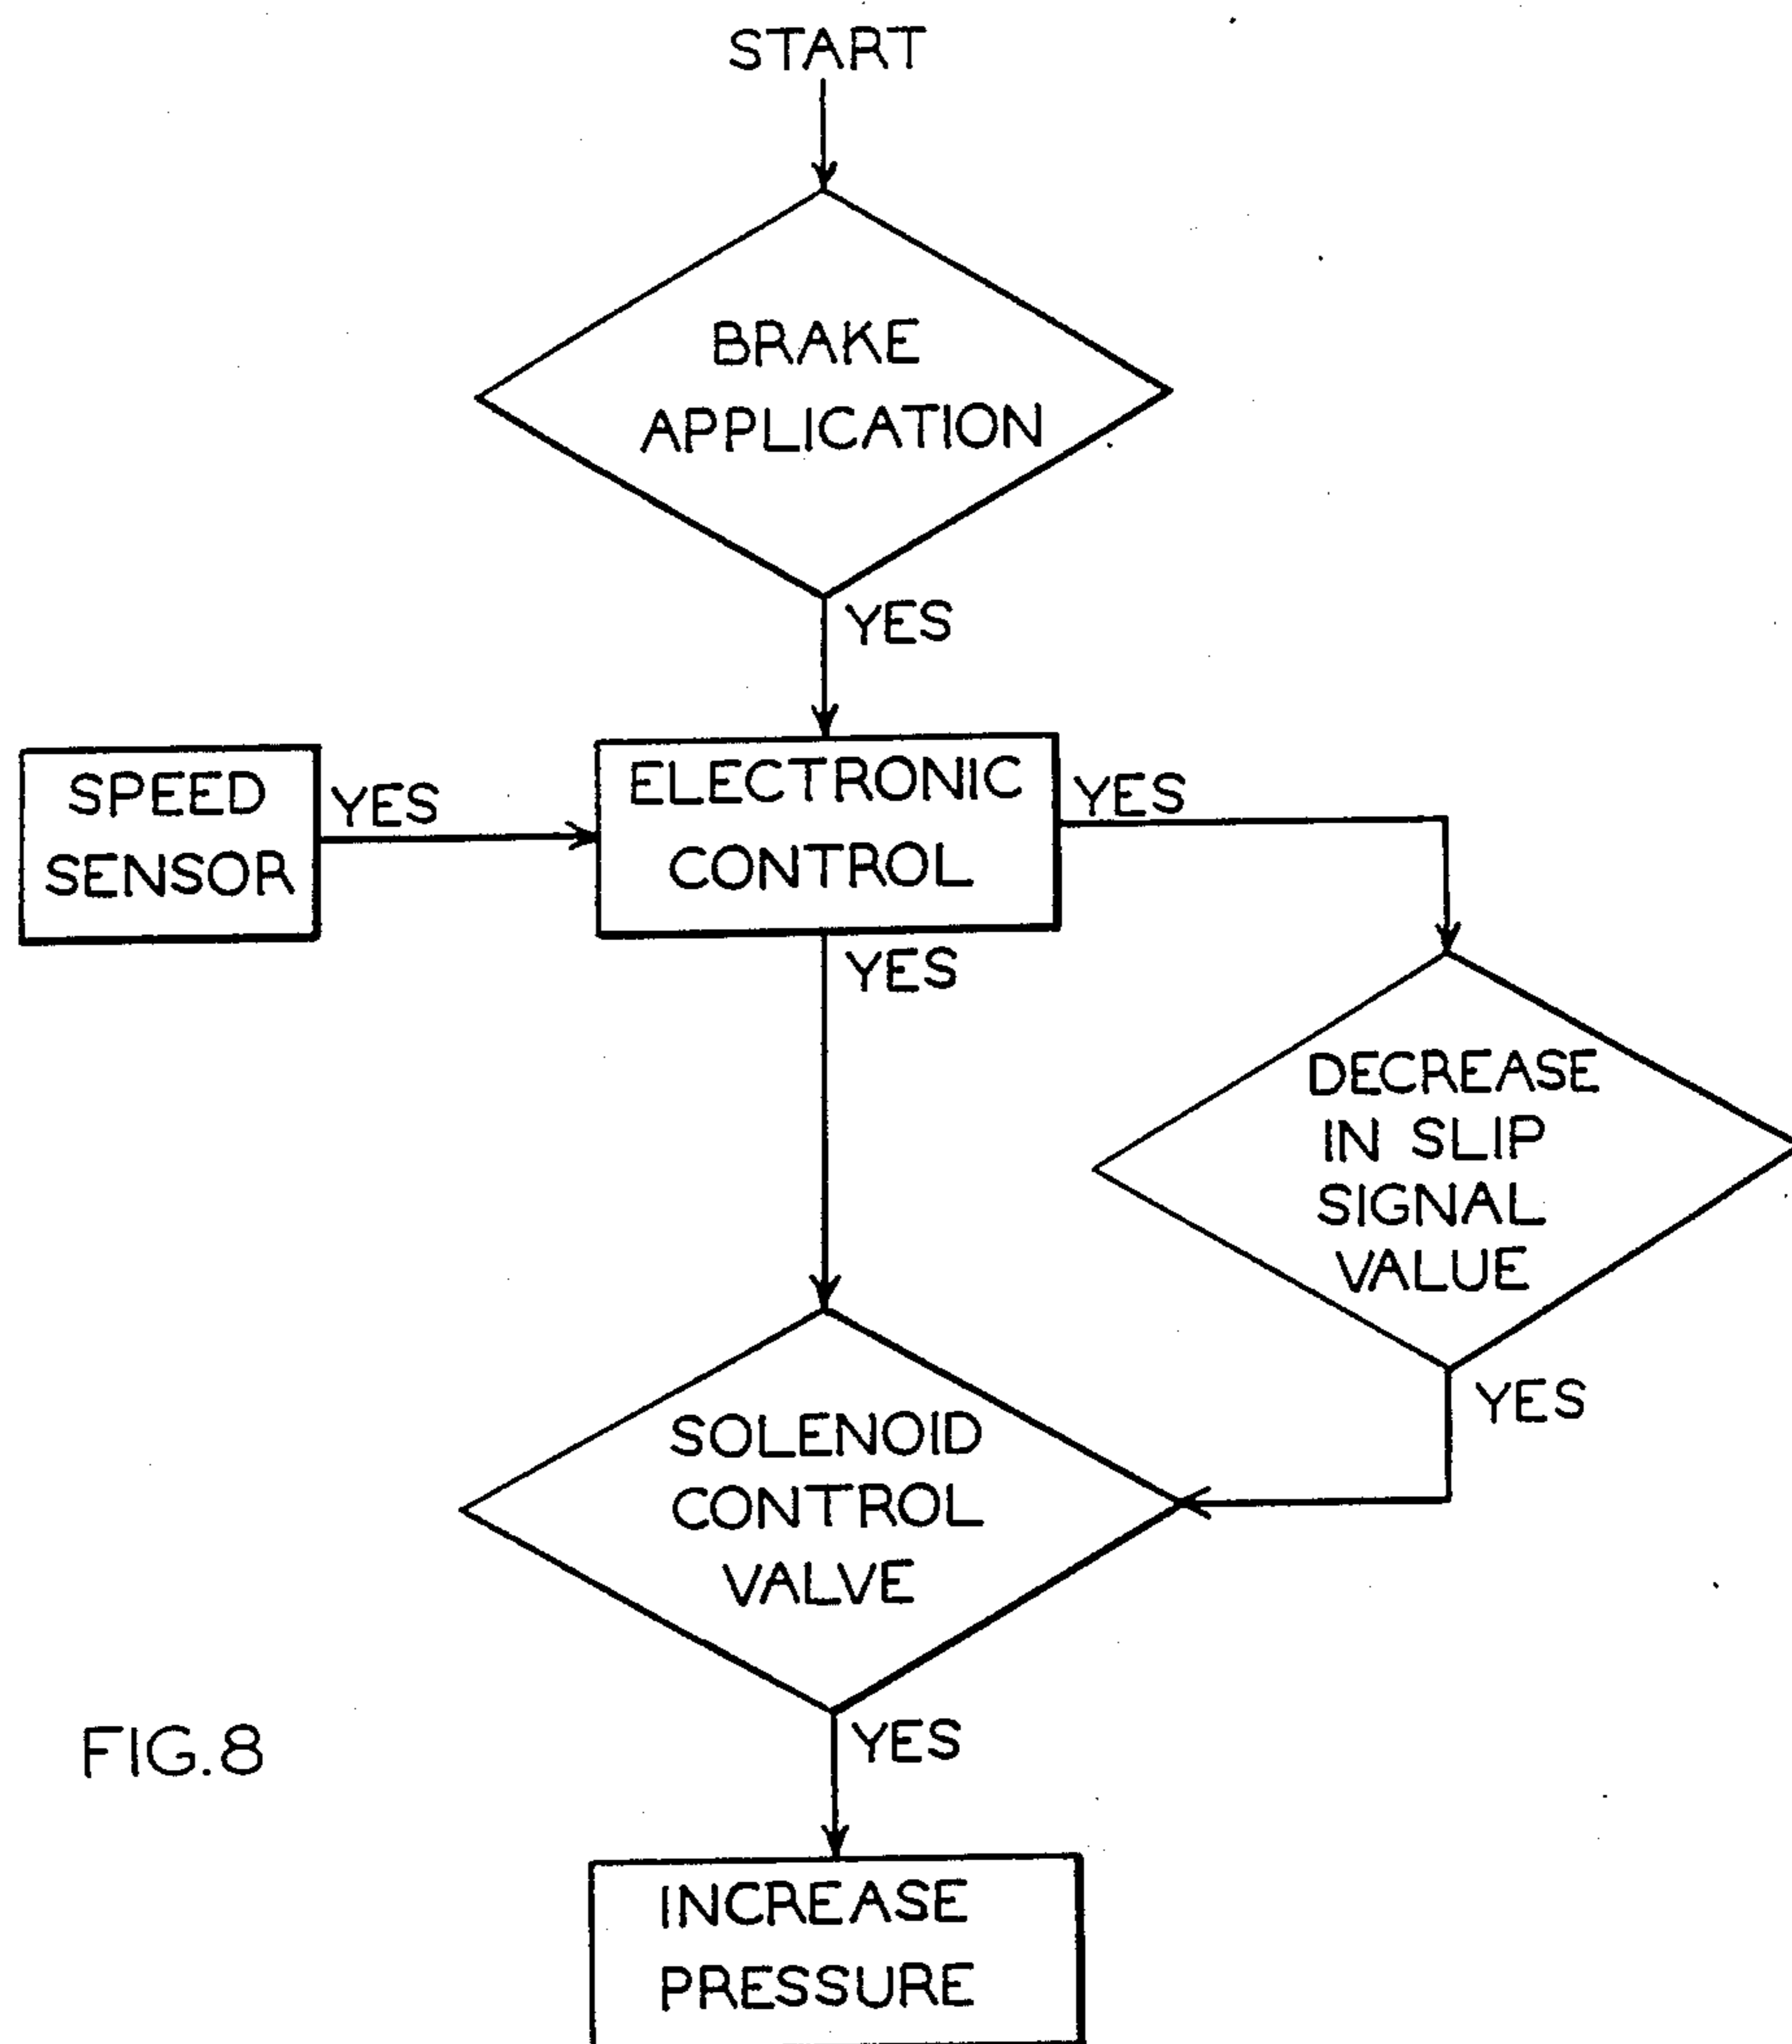 START
BRAKE
APPLICATION
YES
SPEED
SENSOR
YES
ELECTRONIC
CONTROL
YES
YES
DECREASE
IN SLIP
SIGNAL
VALUE
YES
SOLENOID
CONTROL
VALVE
YES
FIG.8
INCREASE
PRESSURE